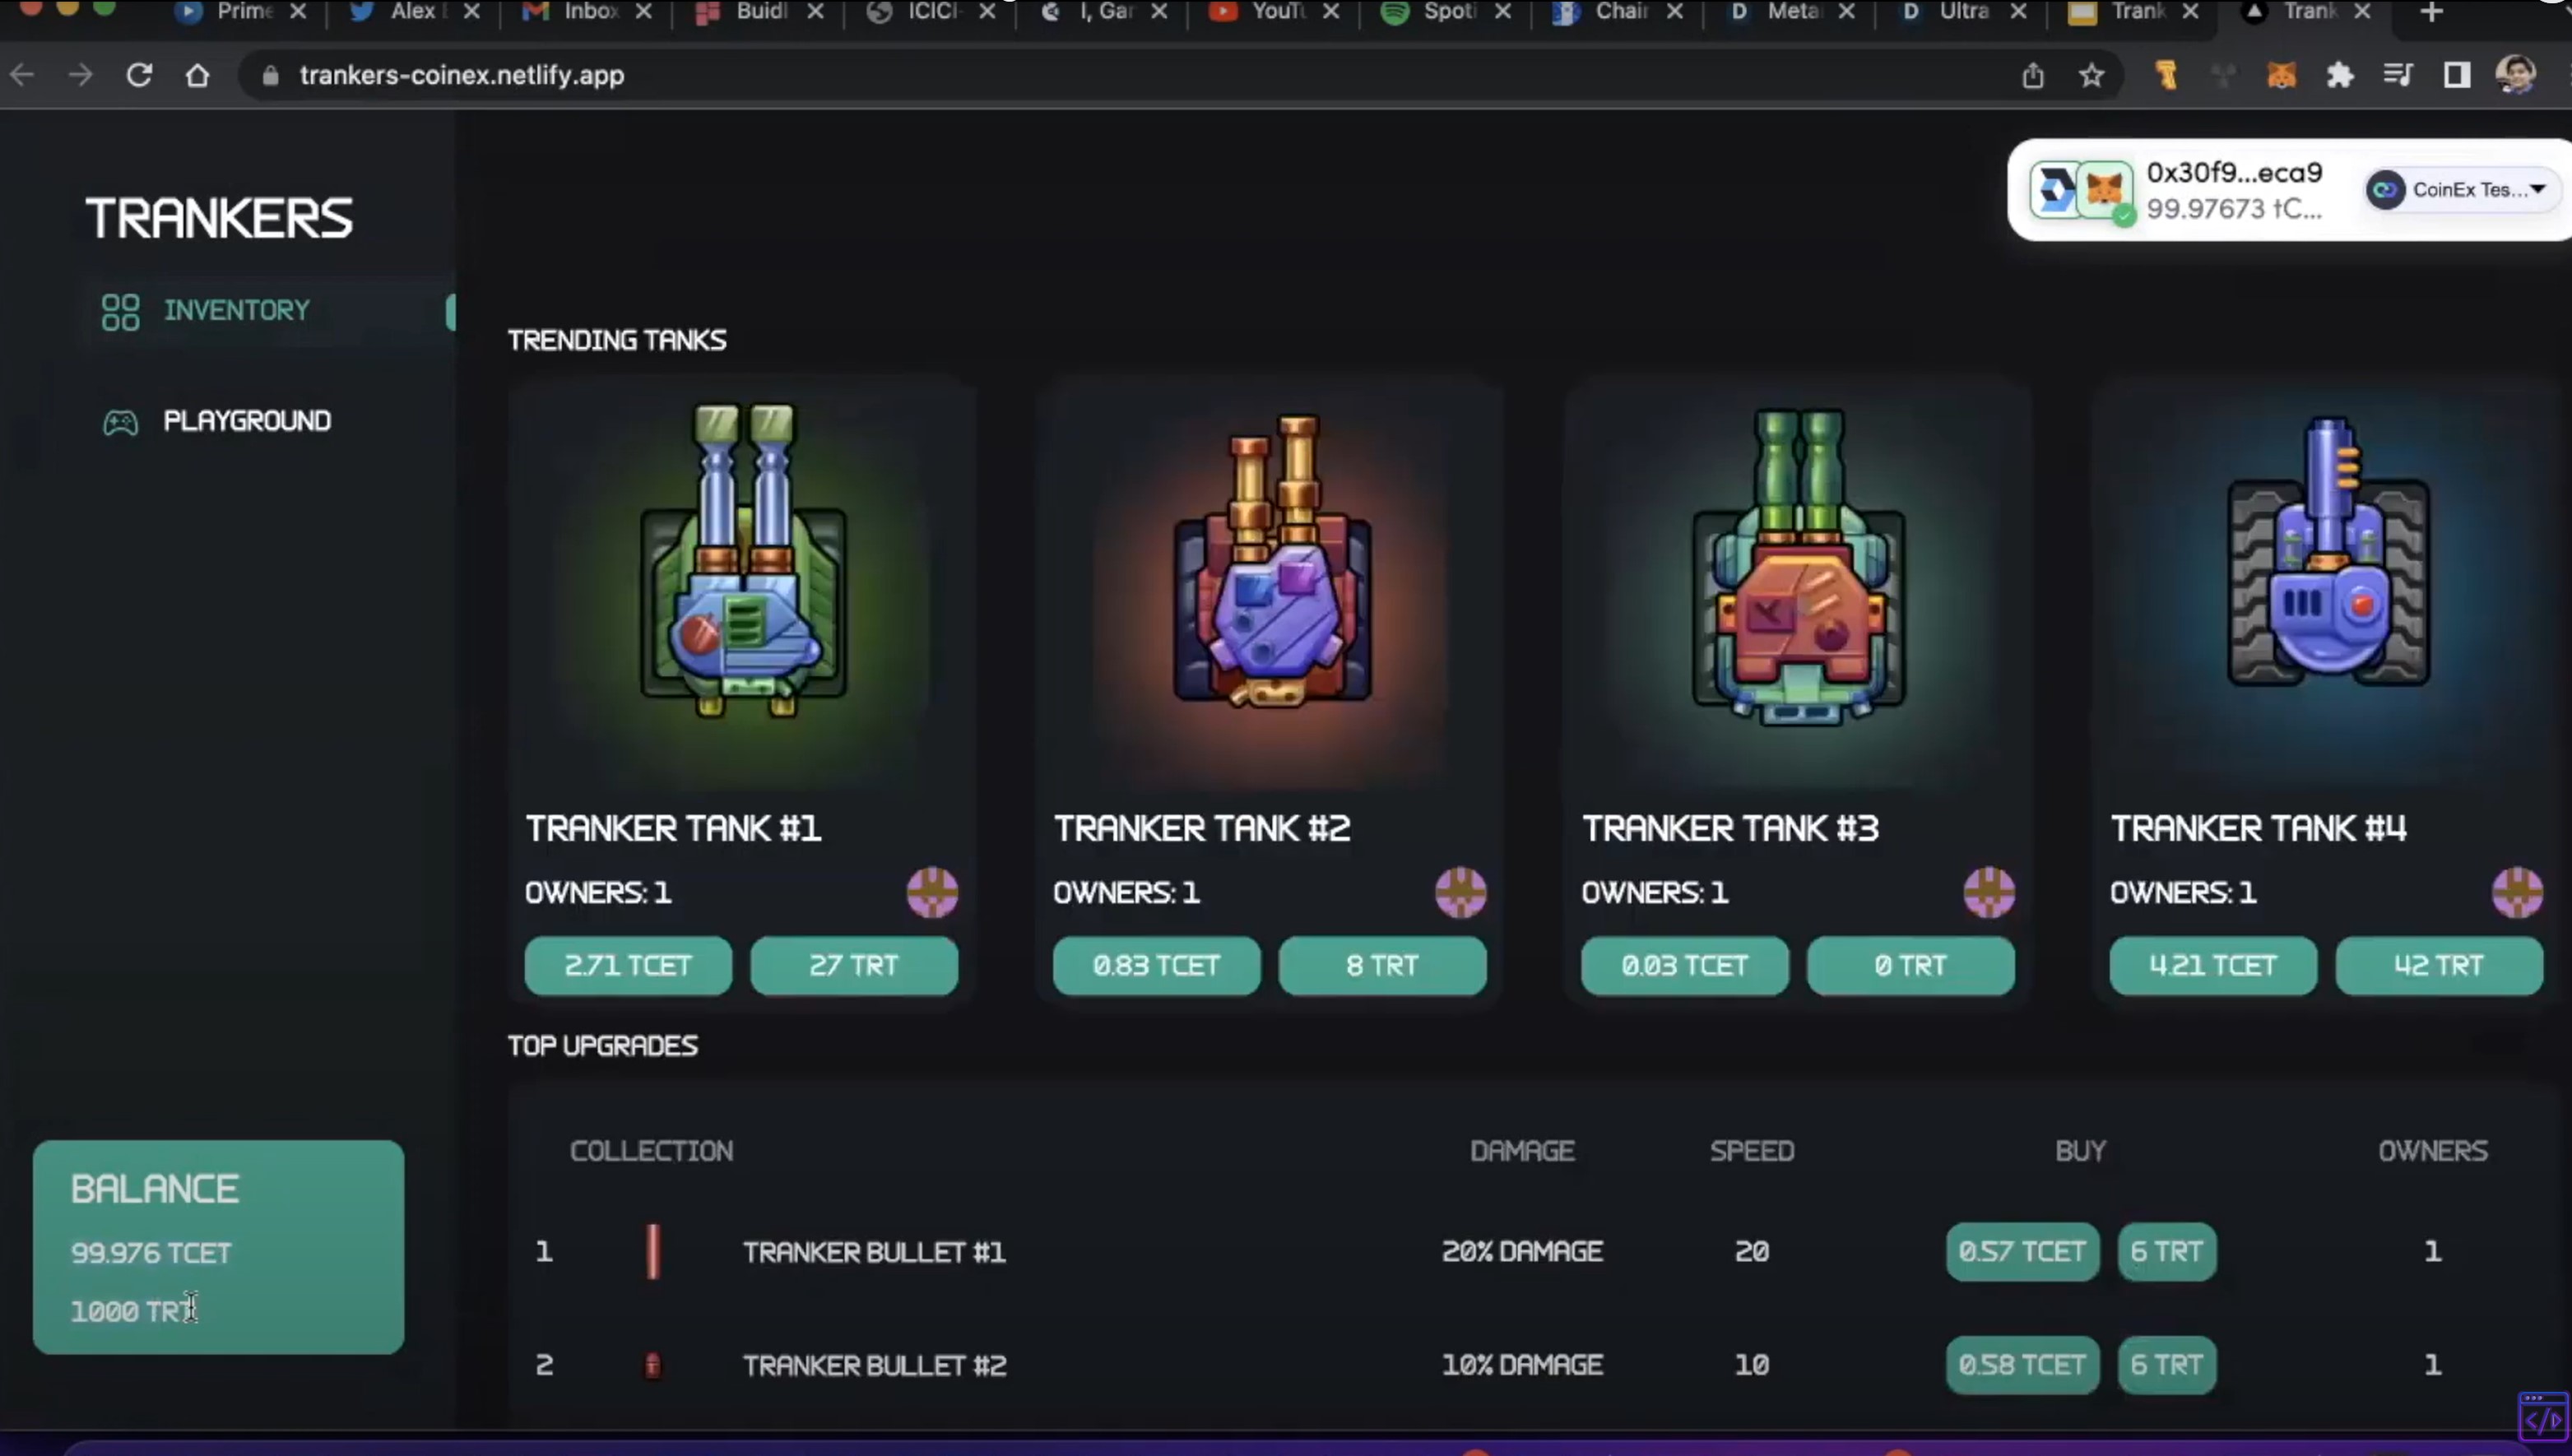 Prime
Alex
Inbox
Buidl
ICICI-
I, Gar
YouTu
Spoti
Chain
Meta
Ultra
Trank
Trank
trankers-coinex.netlify.app
0x30f9...eca9
99.97673 tC...
CoinEx Tes...
TRANKERS
INVENTORY
PLAYGROUND
TRENDING TANKS
TRANKER TANK #1
OWNERS: 1
2.71 TCET 27 TRT
TRANKER TANK #2
OWNERS: 1
0.83 TCET 8 TRT
TRANKER TANK #3
OWNERS: 1
0.03 TCET 0 TRT
TRANKER TANK #4
OWNERS: 1
4.21 TCET 42 TRT
TOP UPGRADES
COLLECTION DAMAGE SPEED BUY OWNERS
1 TRANKER BULLET #1 20% DAMAGE 20 0.57 TCET 6 TRT 1
2 TRANKER BULLET #2 10% DAMAGE 10 0.58 TCET 6 TRT 1
BALANCE
99.976 TCET
1000 TRT